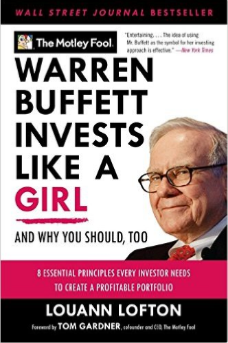 WALL STREET JOURNAL BESTSELLER
The Motley Fool.
"Entertaining. . . . The idea of using
Mr. Buffett as the symbol for his investing
approach is effective." —New York Times
WARREN
BUFFETT
INVESTS
LIKE A
GIRL
AND WHY YOU SHOULD, TOO
8 ESSENTIAL PRINCIPLES EVERY INVESTOR NEEDS
TO CREATE A PROFITABLE PORTFOLIO
LOUANN LOFTON
Foreword by TOM GARDNER, cofounder and CEO, The Motley Fool